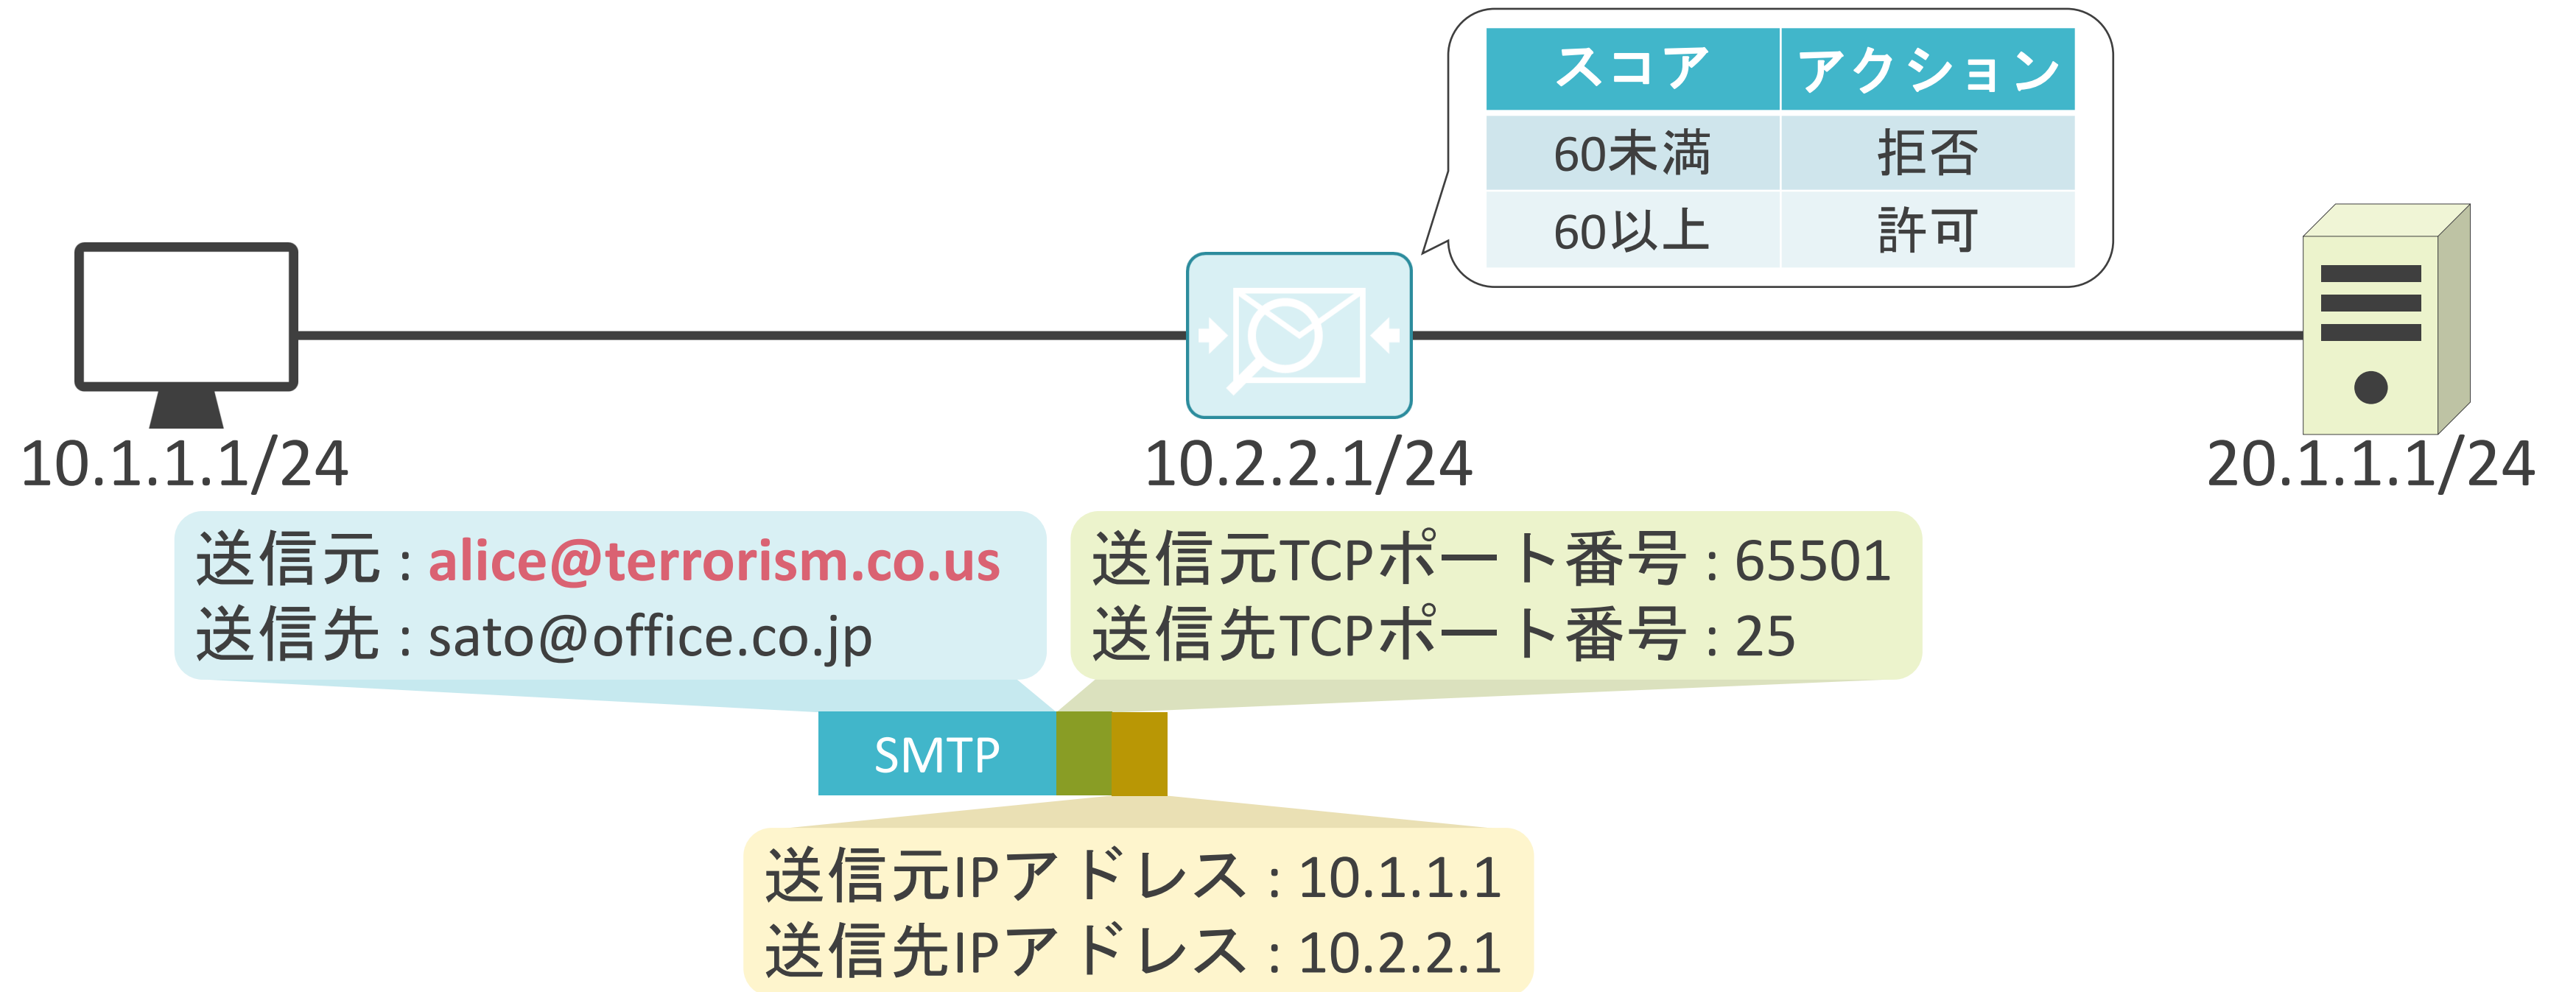 スコア アクション
60未満 拒否
60以上 許可
10.1.1.1/24
10.2.2.1/24
20.1.1.1/24
送信元 : alice@terrorism.co.us
送信先 : sato@office.co.jp
送信元TCPポート番号 : 65501
送信先TCPポート番号 : 25
SMTP
送信元IPアドレス : 10.1.1.1
送信先IPアドレス : 10.2.2.1